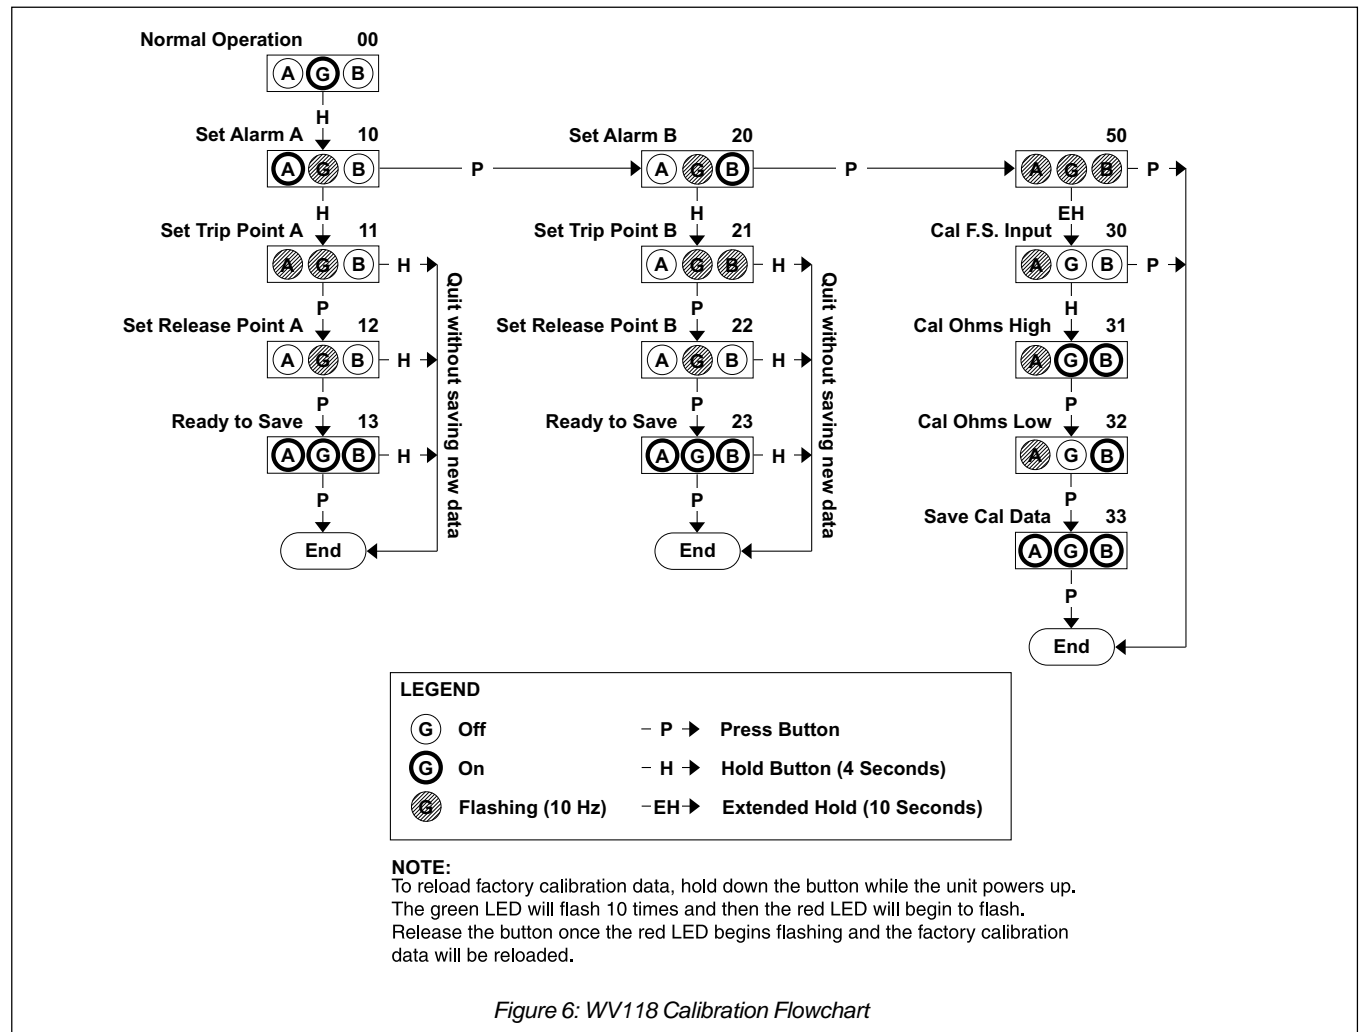 Normal Operation 00
A G B
H
Set Alarm A 10 Set Alarm B 20 50
A G B P A G B P A G B P
H H EH
Set Trip Point A 11 Set Trip Point B 21 Cal F.S. Input 30
A G B H A G B H A G B P
P P H
Set Release Point A 12 Set Release Point B 22 Cal Ohms High 31
A G B H A G B H A G B
P P P
Ready to Save 13 Ready to Save 23 Cal Ohms Low 32
A G B H A G B H A G B
P P P
Quit without saving new data
Quit without saving new data
Save Cal Data 33
End End A G B
P
End
LEGEND
G Off P Press Button
G On H Hold Button (4 Seconds)
G Flashing (10 Hz) EH Extended Hold (10 Seconds)
NOTE:
To reload factory calibration data, hold down the button while the unit powers up.
The green LED will flash 10 times and then the red LED will begin to flash.
Release the button once the red LED begins flashing and the factory calibration
data will be reloaded.
Figure 6: WV118 Calibration Flowchart